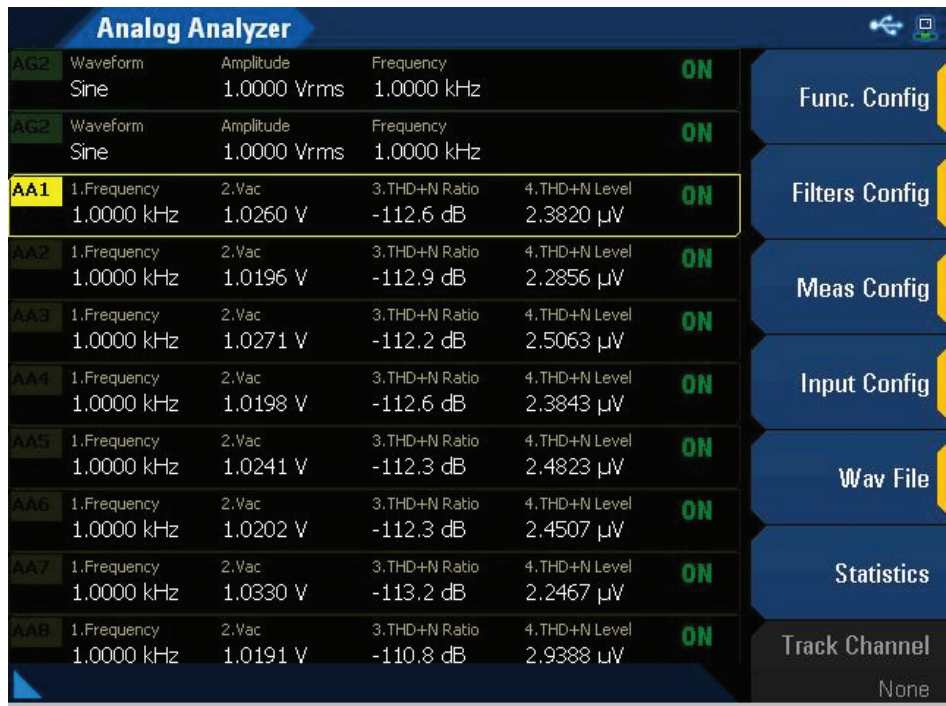 Analog Analyzer
AG2 Waveform Amplitude Frequency ON
Sine 1.0000 Vrms 1.0000 kHz
AG2 Waveform Amplitude Frequency ON
Sine 1.0000 Vrms 1.0000 kHz
AA1 1.Frequency 2.Vac 3.THD+N Ratio 4.THD+N Level ON
1.0000 kHz 1.0260 V -112.6 dB 2.3820 µV
AA2 1.Frequency 2.Vac 3.THD+N Ratio 4.THD+N Level ON
1.0000 kHz 1.0196 V -112.9 dB 2.2856 µV
AA3 1.Frequency 2.Vac 3.THD+N Ratio 4.THD+N Level ON
1.0000 kHz 1.0271 V -112.2 dB 2.5063 µV
AA4 1.Frequency 2.Vac 3.THD+N Ratio 4.THD+N Level ON
1.0000 kHz 1.0198 V -112.6 dB 2.3843 µV
AA5 1.Frequency 2.Vac 3.THD+N Ratio 4.THD+N Level ON
1.0000 kHz 1.0241 V -112.3 dB 2.4823 µV
AA6 1.Frequency 2.Vac 3.THD+N Ratio 4.THD+N Level ON
1.0000 kHz 1.0202 V -112.3 dB 2.4507 µV
AA7 1.Frequency 2.Vac 3.THD+N Ratio 4.THD+N Level ON
1.0000 kHz 1.0330 V -113.2 dB 2.2467 µV
AA8 1.Frequency 2.Vac 3.THD+N Ratio 4.THD+N Level ON
1.0000 kHz 1.0191 V -110.8 dB 2.9388 µV
Func. Config
Filters Config
Meas Config
Input Config
Wav File
Statistics
Track Channel
None